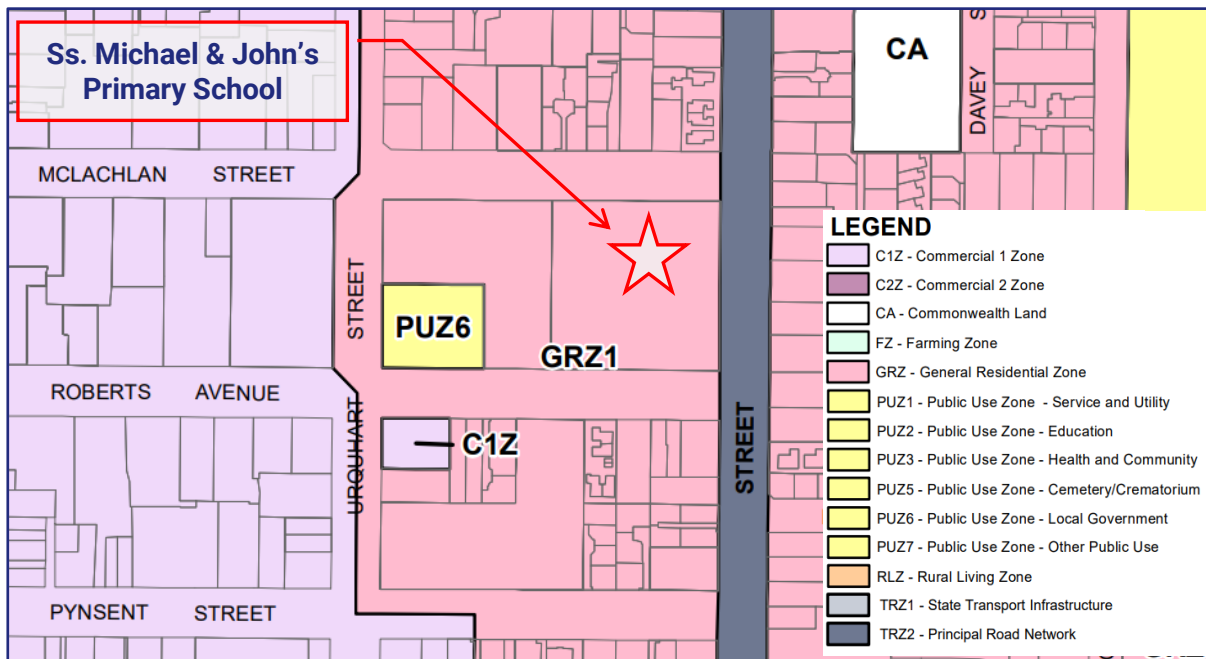 Ss. Michael & John's
Primary School
CA
DAVEY
MCLACHLAN STREET
STREET
PUZ6
GRZ1
ROBERTS AVENUE
URQUHART
C1Z
STREET
PYNSENT STREET
LEGEND
C1Z - Commercial 1 Zone
C2Z - Commercial 2 Zone
CA - Commonwealth Land
FZ - Farming Zone
GRZ - General Residential Zone
PUZ1 - Public Use Zone - Service and Utility
PUZ2 - Public Use Zone - Education
PUZ3 - Public Use Zone - Health and Community
PUZ5 - Public Use Zone - Cemetery/Crematorium
PUZ6 - Public Use Zone - Local Government
PUZ7 - Public Use Zone - Other Public Use
RLZ - Rural Living Zone
TRZ1 - State Transport Infrastructure
TRZ2 - Principal Road Network